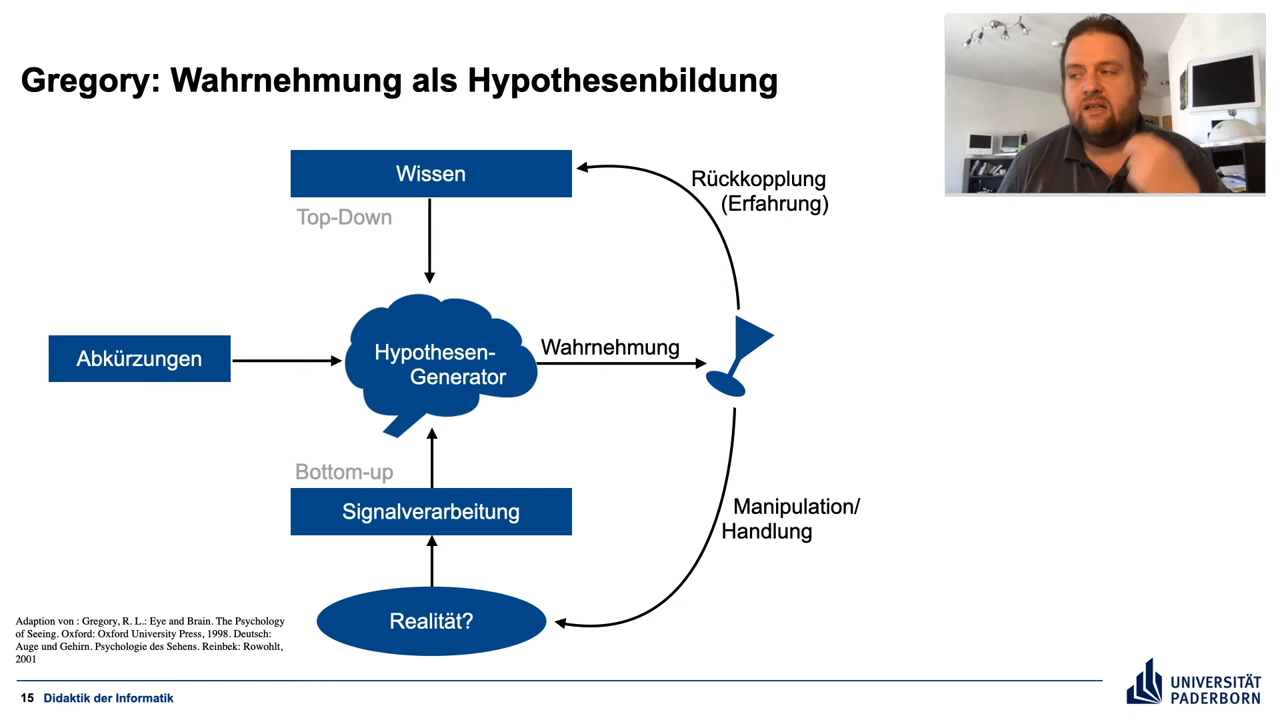 Gregory: Wahrnehmung als Hypothesenbildung
Wissen
Top-Down
Rückkopplung
(Erfahrung)
Abkürzungen
Hypothesen-
Generator
Wahrnehmung
Bottom-up
Signalverarbeitung
Manipulation/
Handlung
Realität?
Adaption von : Gregory, R. L.: Eye and Brain. The Psychology
of Seeing. Oxford: Oxford University Press, 1998. Deutsch:
Auge und Gehirn. Psychologie des Sehens. Reinbek: Rowohlt,
2001
15 Didaktik der Informatik
UNIVERSITÄT
PADERBORN